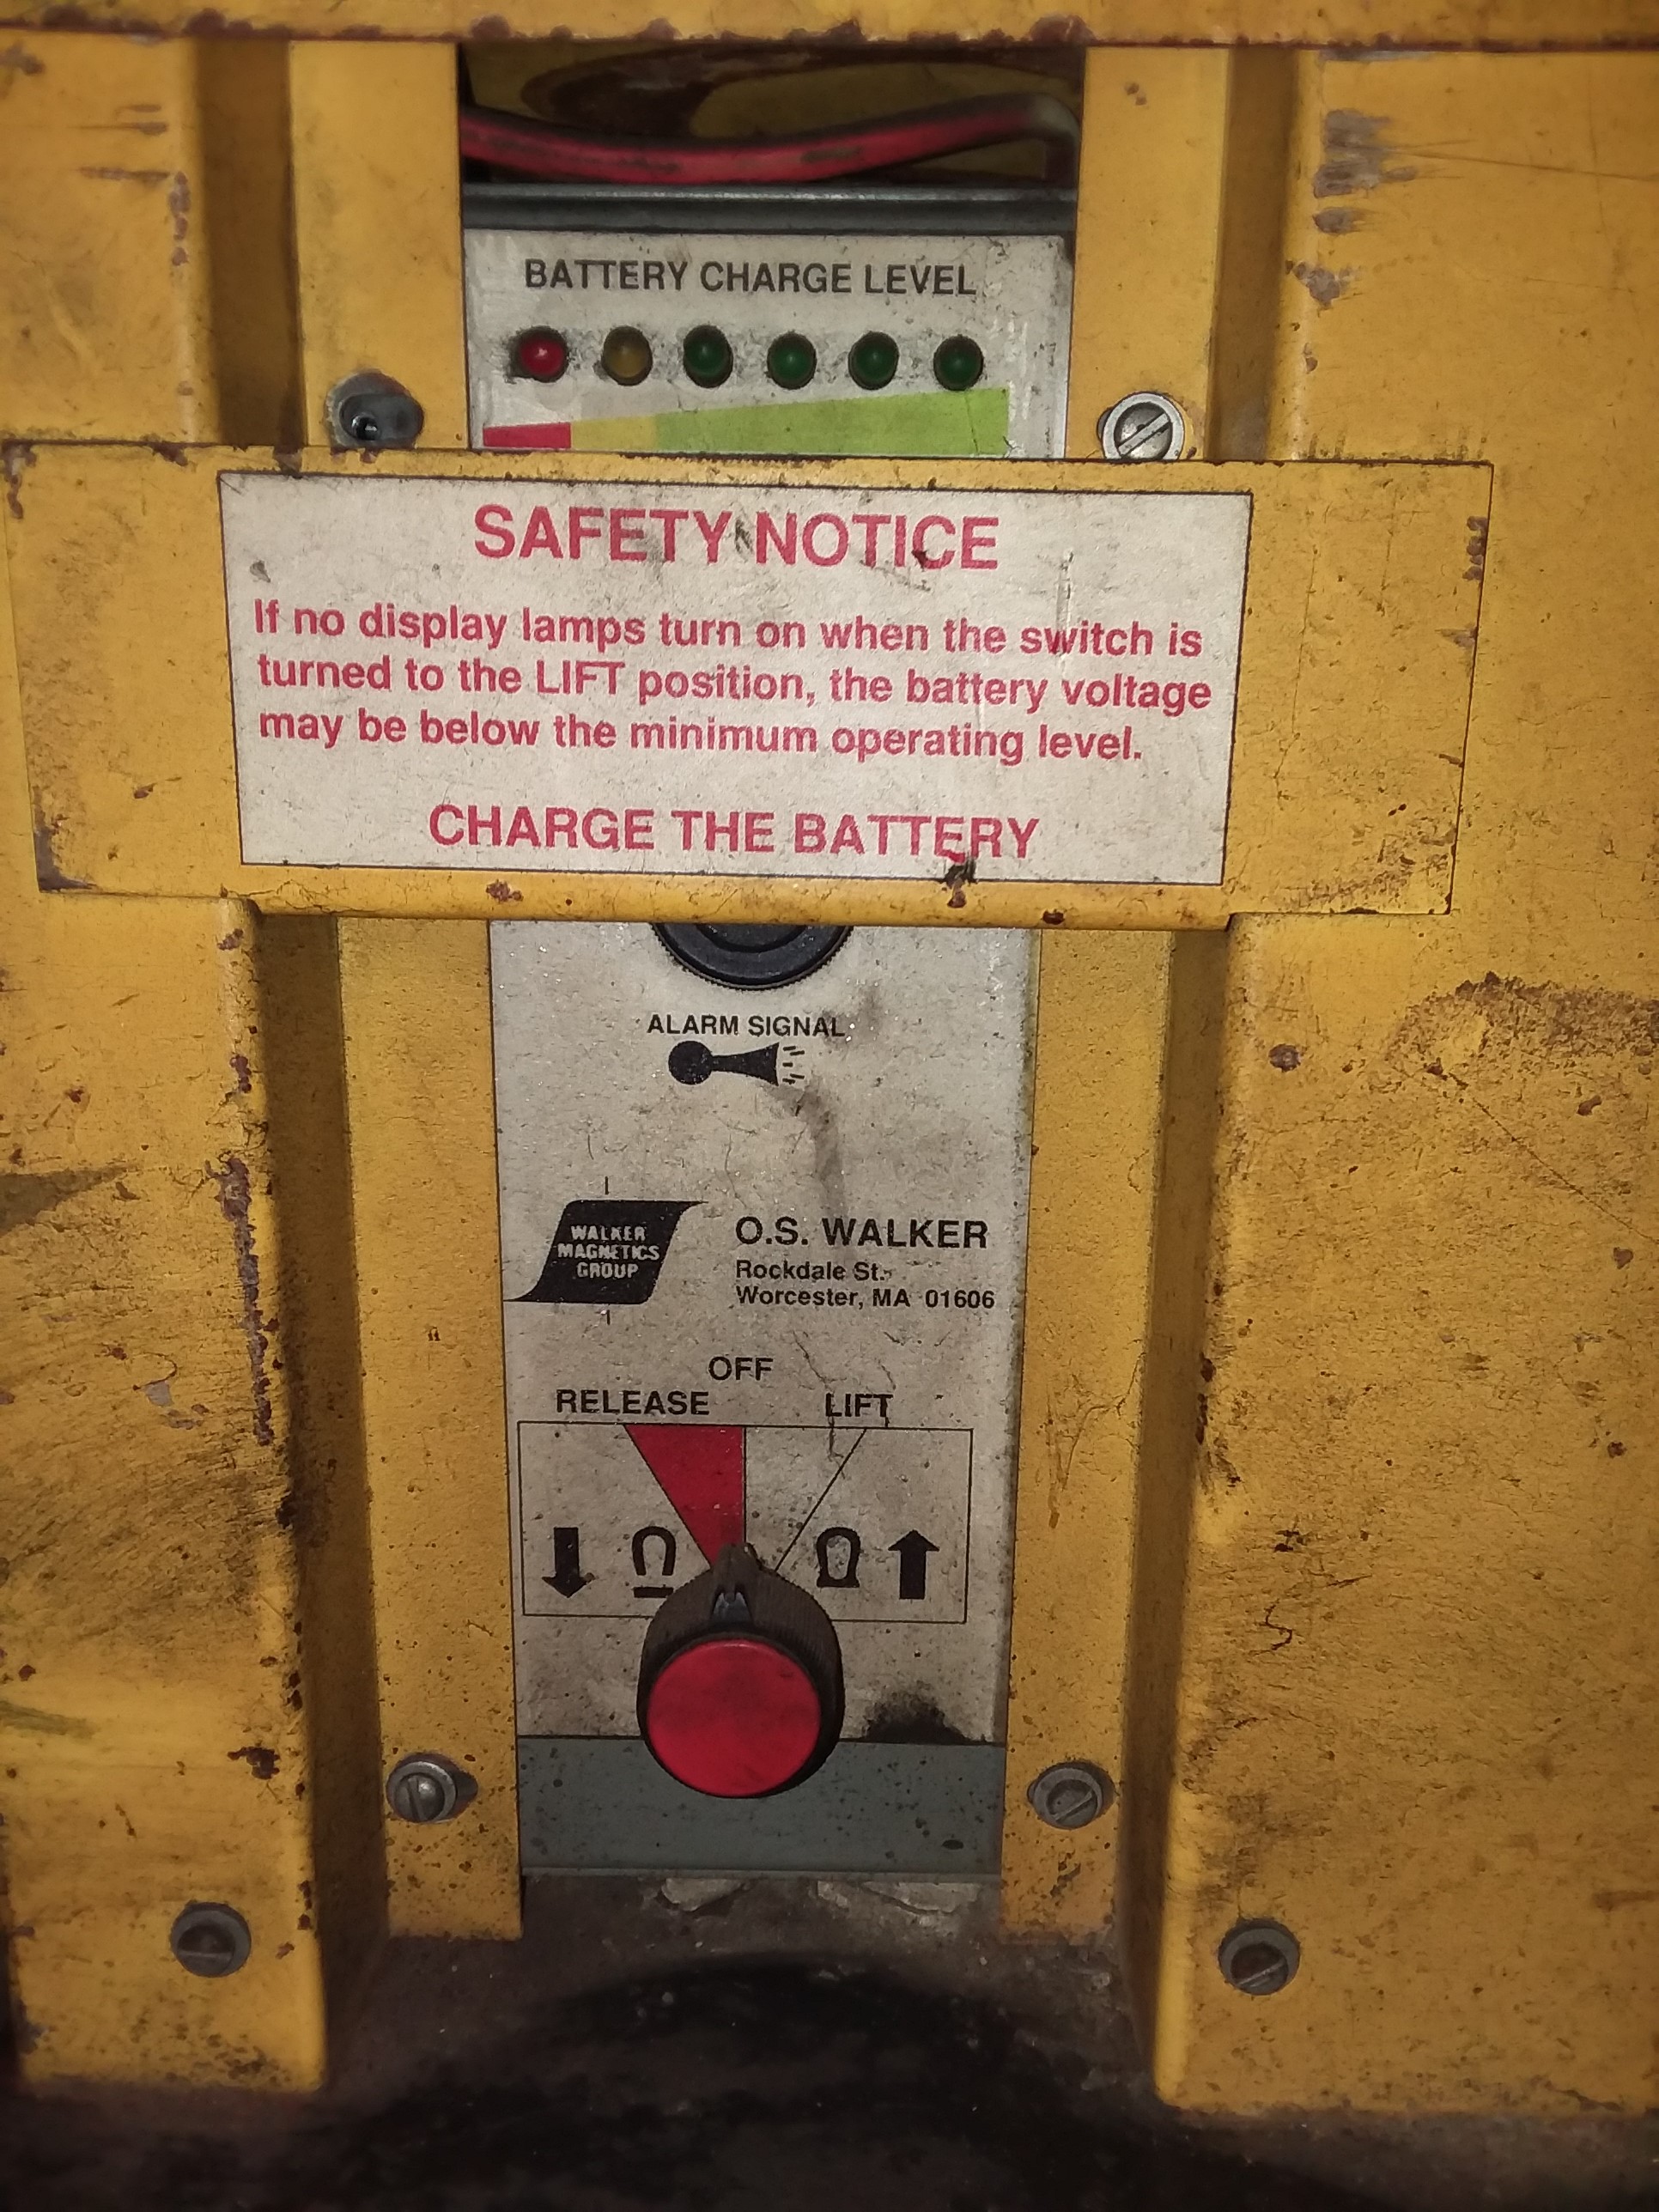 BATTERY CHARGE LEVEL
SAFETY NOTICE
If no display lamps turn on when the switch is
turned to the LIFT position, the battery voltage
may be below the minimum operating level.
CHARGE THE BATTERY
ALARM SIGNAL
WALKER
MAGNETICS
GROUP
O.S. WALKER
Rockdale St.
Worcester, MA 01606
OFF
RELEASE
LIFT